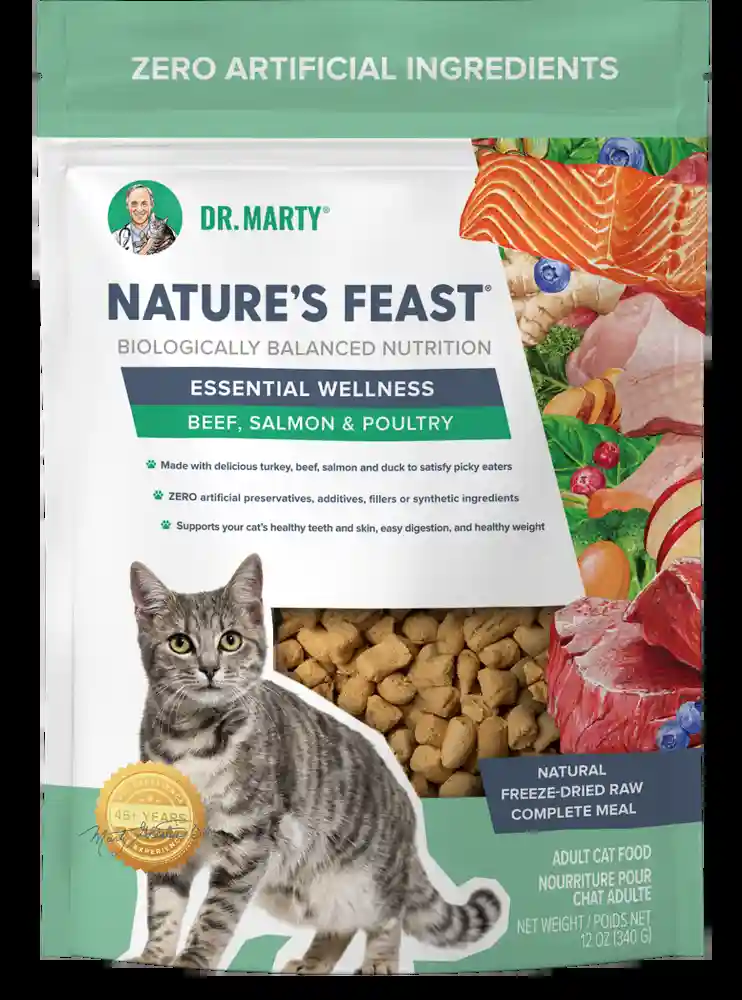 ZERO ARTIFICIAL INGREDIENTS
DR. MARTY®
NATURE'S FEAST®
BIOLOGICALLY BALANCED NUTRITION
ESSENTIAL WELLNESS
BEEF, SALMON & POULTRY
Made with delicious turkey, beef, salmon and duck to satisfy picky eaters
ZERO artificial preservatives, additives, fillers or synthetic ingredients
Supports your cat's healthy teeth and skin, easy digestion, and healthy weight
45+ YEARS
EXPERIENCE
NATURAL
FREEZE-DRIED RAW
COMPLETE MEAL
ADULT CAT FOOD
NOURRITURE POUR
CHAT ADULTE
NET WEIGHT / POIDS NET
12 OZ (340 G)